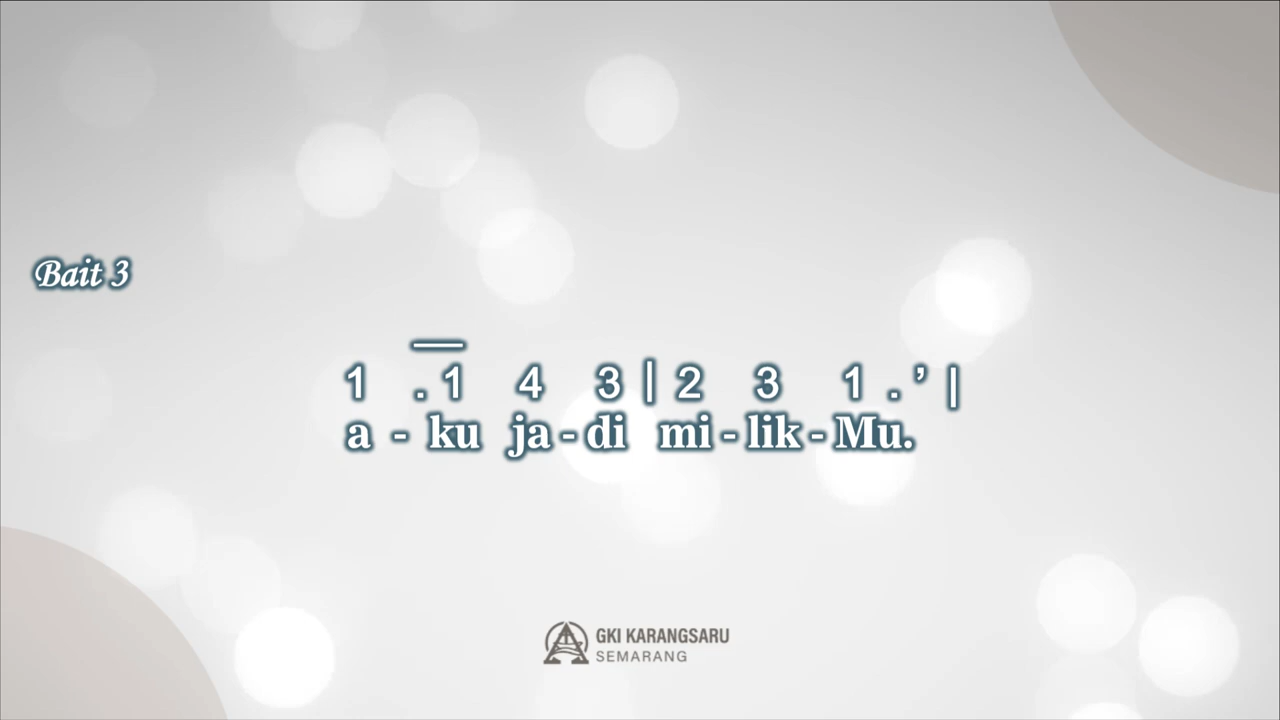 Bait 3
1 . 1 4 3 | 2 3 1 . ’ |
a - ku ja - di mi - lik - Mu.
GKI KARANGSARU
SEMARANG